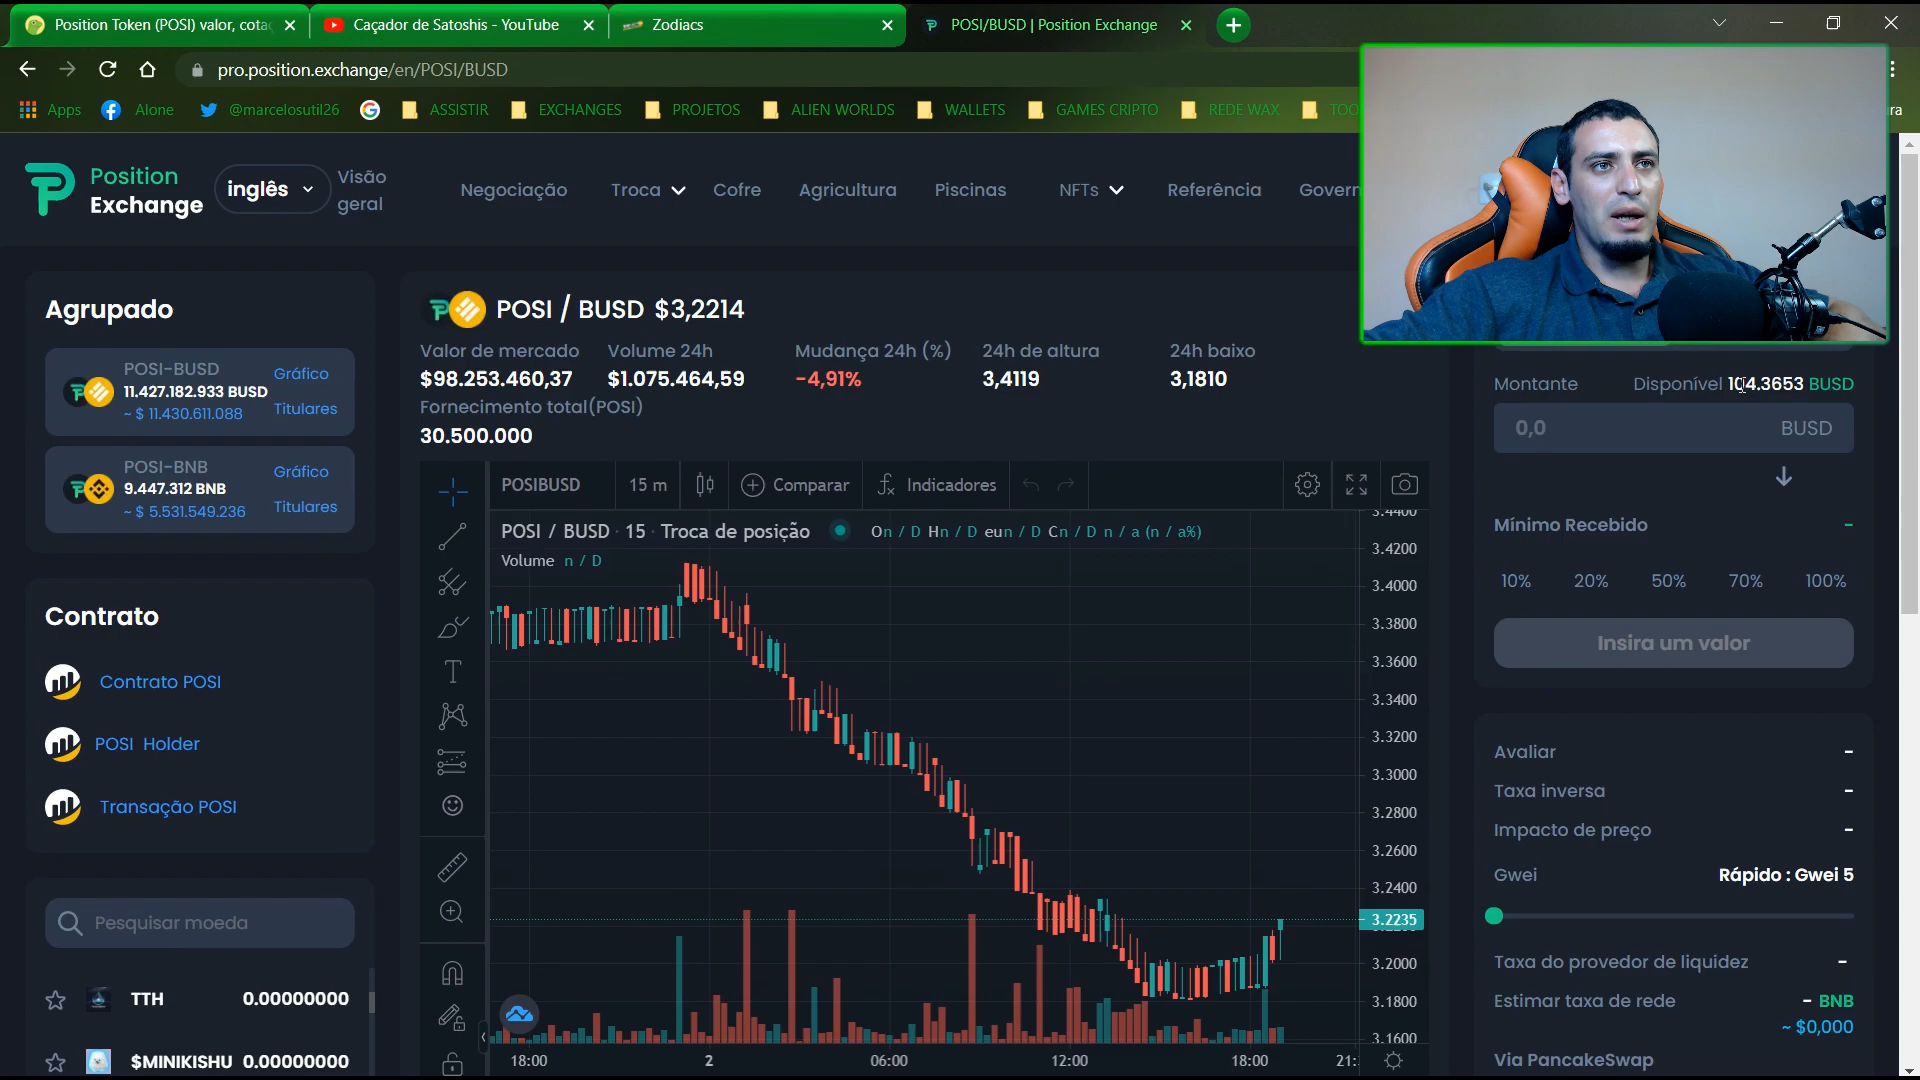 Position Token (POSI) valor, cota
Caçador de Satoshis - YouTube
Zodiacs
POSI/BUSD | Position Exchange
pro.position.exchange/en/POSI/BUSD
Apps
Alone
@marcelosutil26
ASSISTIR
EXCHANGES
PROJETOS
ALIEN WORLDS
WALLETS
GAMES CRIPTO
REDE WAX
TOO
ra
Position
Exchange
inglês
Visão
geral
Negociação
Troca
Cofre
Agricultura
Piscinas
NFTs
Referência
Govern
Agrupado
POSI-BUSD
11.427.182.933 BUSD
~ $ 11.430.611.088
Gráfico
Titulares
POSI-BNB
9.447.312 BNB
~ $ 5.531.549.236
Gráfico
Titulares
Contrato
Contrato POSI
POSI Holder
Transação POSI
Pesquisar moeda
TTH 0.00000000
$MINIKISHU 0.00000000
POSI / BUSD $3,2214
Valor de mercado
$98.253.460,37
Volume 24h
$1.075.464,59
Mudança 24h (%)
-4,91%
24h de altura
3,4119
24h baixo
3,1810
Fornecimento total(POSI)
30.500.000
POSIBUSD
15 m
Comparar
Indicadores
POSI / BUSD · 15 · Troca de posição
On / D Hn / D eun / D Cn / D n / a (n / a%)
Volume n / D
3.4400
3.4200
3.4000
3.3800
3.3600
3.3400
3.3200
3.3000
3.2800
3.2600
3.2400
3.2235
3.2000
3.1800
3.1600
18:00
2
06:00
12:00
18:00
21:
Montante
Disponível 104.3653 BUSD
0,0
BUSD
Mínimo Recebido -
10%
20%
50%
70%
100%
Insira um valor
Avaliar -
Taxa inversa -
Impacto de preço -
Gwei
Rápido : Gwei 5
Taxa do provedor de liquidez -
Estimar taxa de rede - BNB
~ $0,000
Via PancakeSwap